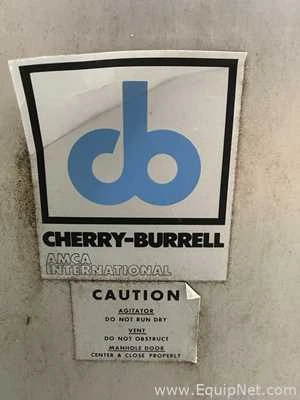 cb
CHERRY-BURRELL
AMCA
INTERNATIONAL
CAUTION
AGITATOR
DO NOT RUN DRY
VENT
DO NOT OBSTRUCT
MANHOLE DOOR
CENTER & CLOSE PROPERLY
www.EquipNet.com